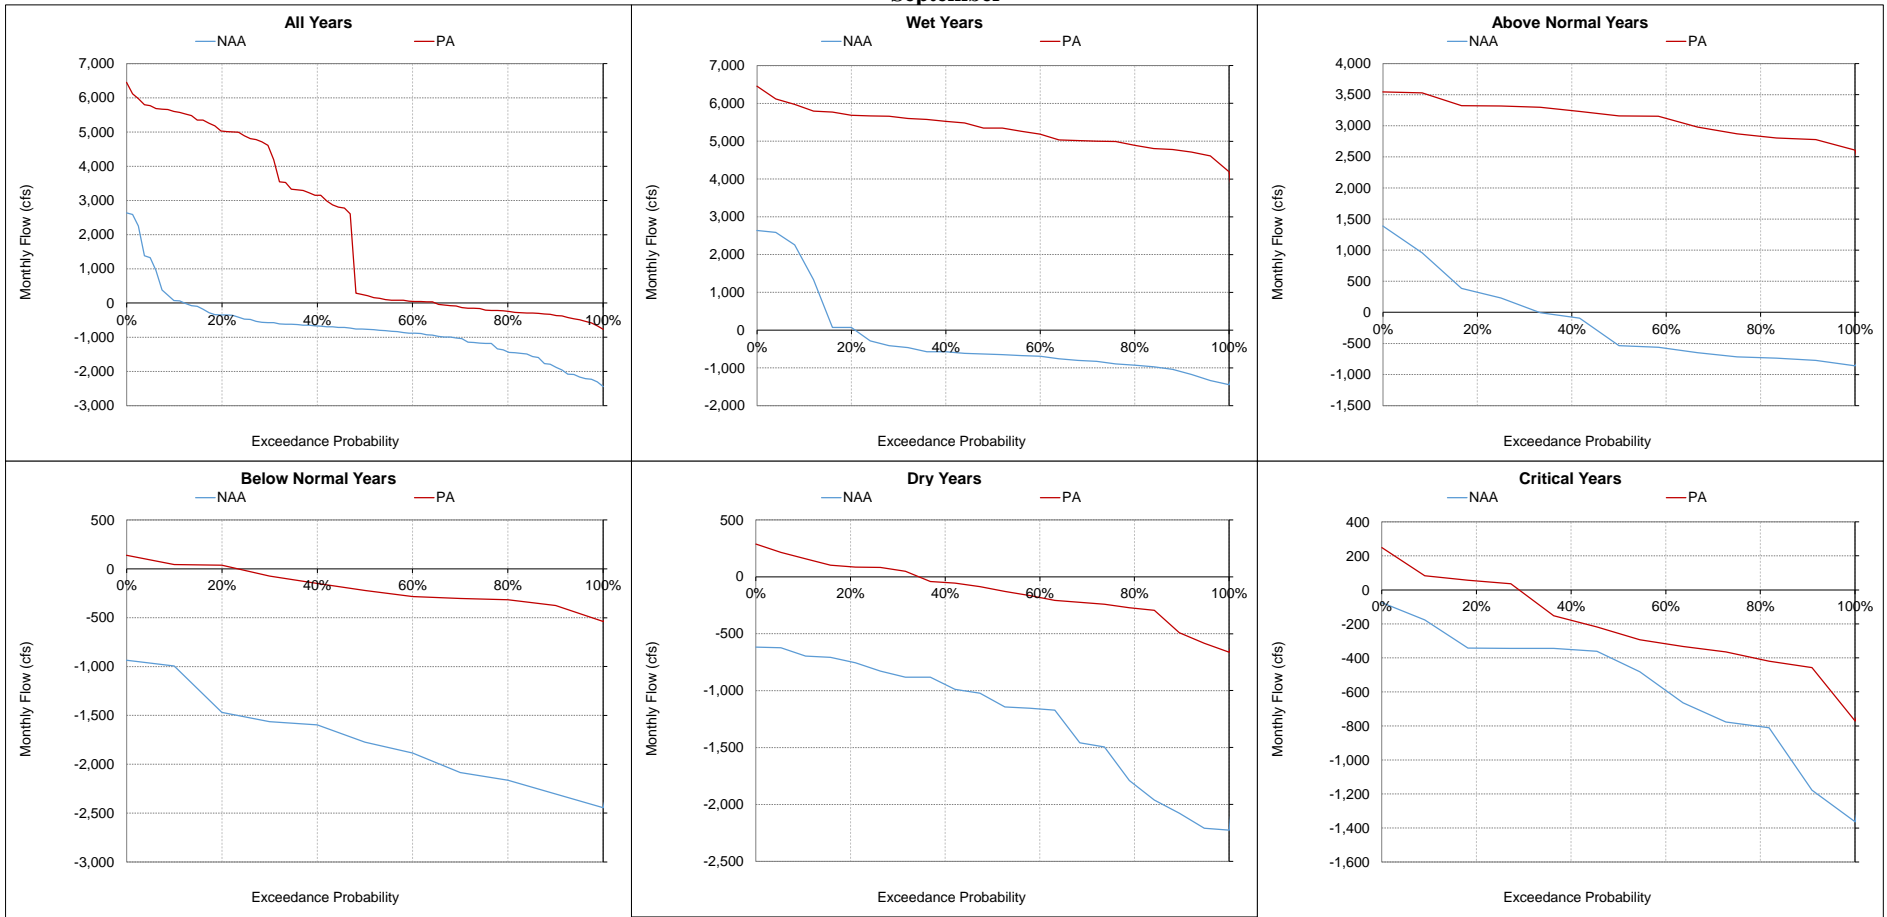 September
All Years
NAA PA
7,000
6,000
5,000
4,000
3,000
2,000
1,000
0
-1,000
-2,000
-3,000
0% 20% 40% 60% 80% 100%
Monthly Flow (cfs)
Exceedance Probability
Wet Years
NAA PA
7,000
6,000
5,000
4,000
3,000
2,000
1,000
0
-1,000
-2,000
0% 20% 40% 60% 80% 100%
Monthly Flow (cfs)
Exceedance Probability
Above Normal Years
NAA PA
4,000
3,500
3,000
2,500
2,000
1,500
1,000
500
0
-500
-1,000
-1,500
0% 20% 40% 60% 80% 100%
Monthly Flow (cfs)
Exceedance Probability
Below Normal Years
NAA PA
500
0
-500
-1,000
-1,500
-2,000
-2,500
-3,000
0% 20% 40% 60% 80% 100%
Monthly Flow (cfs)
Exceedance Probability
Dry Years
NAA PA
500
0
-500
-1,000
-1,500
-2,000
-2,500
0% 20% 40% 60% 80% 100%
Monthly Flow (cfs)
Exceedance Probability
Critical Years
NAA PA
400
200
0
-200
-400
-600
-800
-1,000
-1,200
-1,400
-1,600
0% 20% 40% 60% 80% 100%
Monthly Flow (cfs)
Exceedance Probability